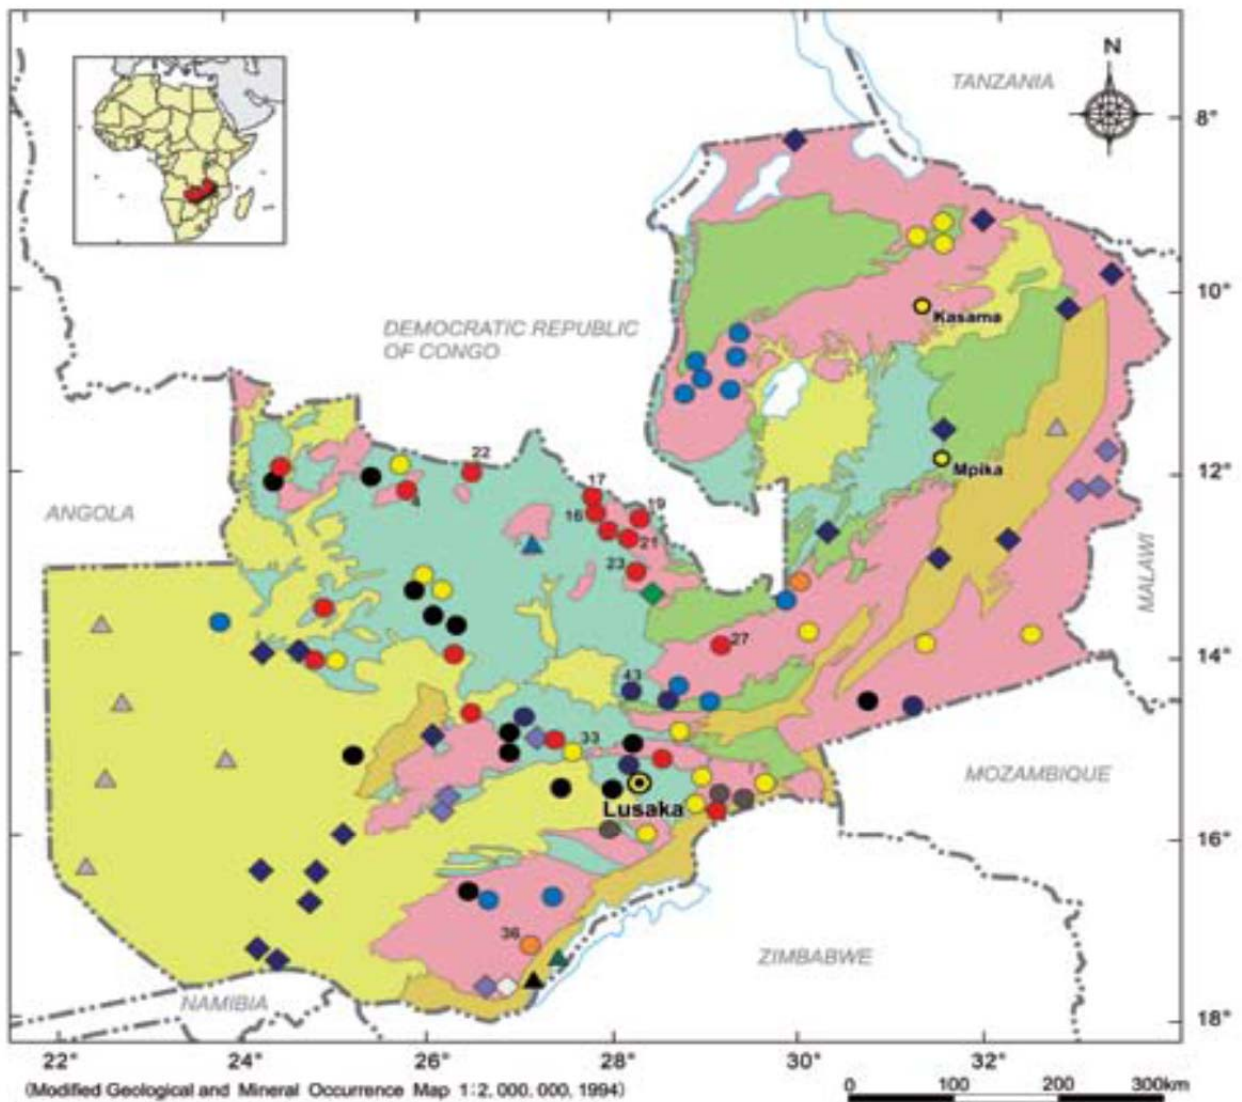 N
TANZANIA
8°
10°
Kasama
DEMOCRATIC REPUBLIC
OF CONGO
22
12°
Mpika
17
4
19
16
ANGOLA
21
23
MALAWI
27
14°
43
33
MOZAMBIQUE
Lusaka
16°
36
ZIMBABWE
NAMIBIA
18°
22° 24° 26° 28° 30° 32°
(Modified Geological and Mineral Occurrence Map 1:2, 000, 000, 1994)
0 100 200 300km